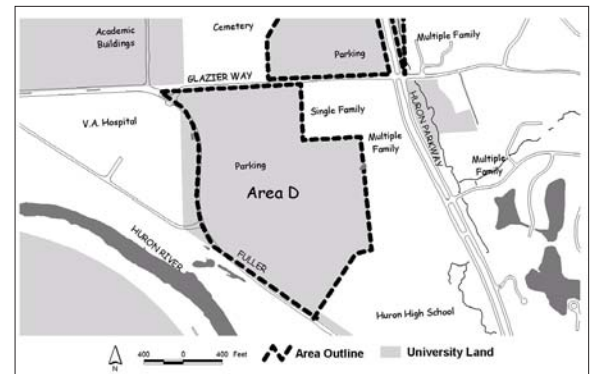 Academic
Buildings
Cemetery
Parking
Multiple Family
GLAZIER WAY
V.A. Hospital
Single Family
HURON PARKWAY
Multiple
Family
Parking
Multiple
Family
Area D
HURON RIVER
FULLER
Huron High School
N
400 0 400 Feet
Area Outline
University Land